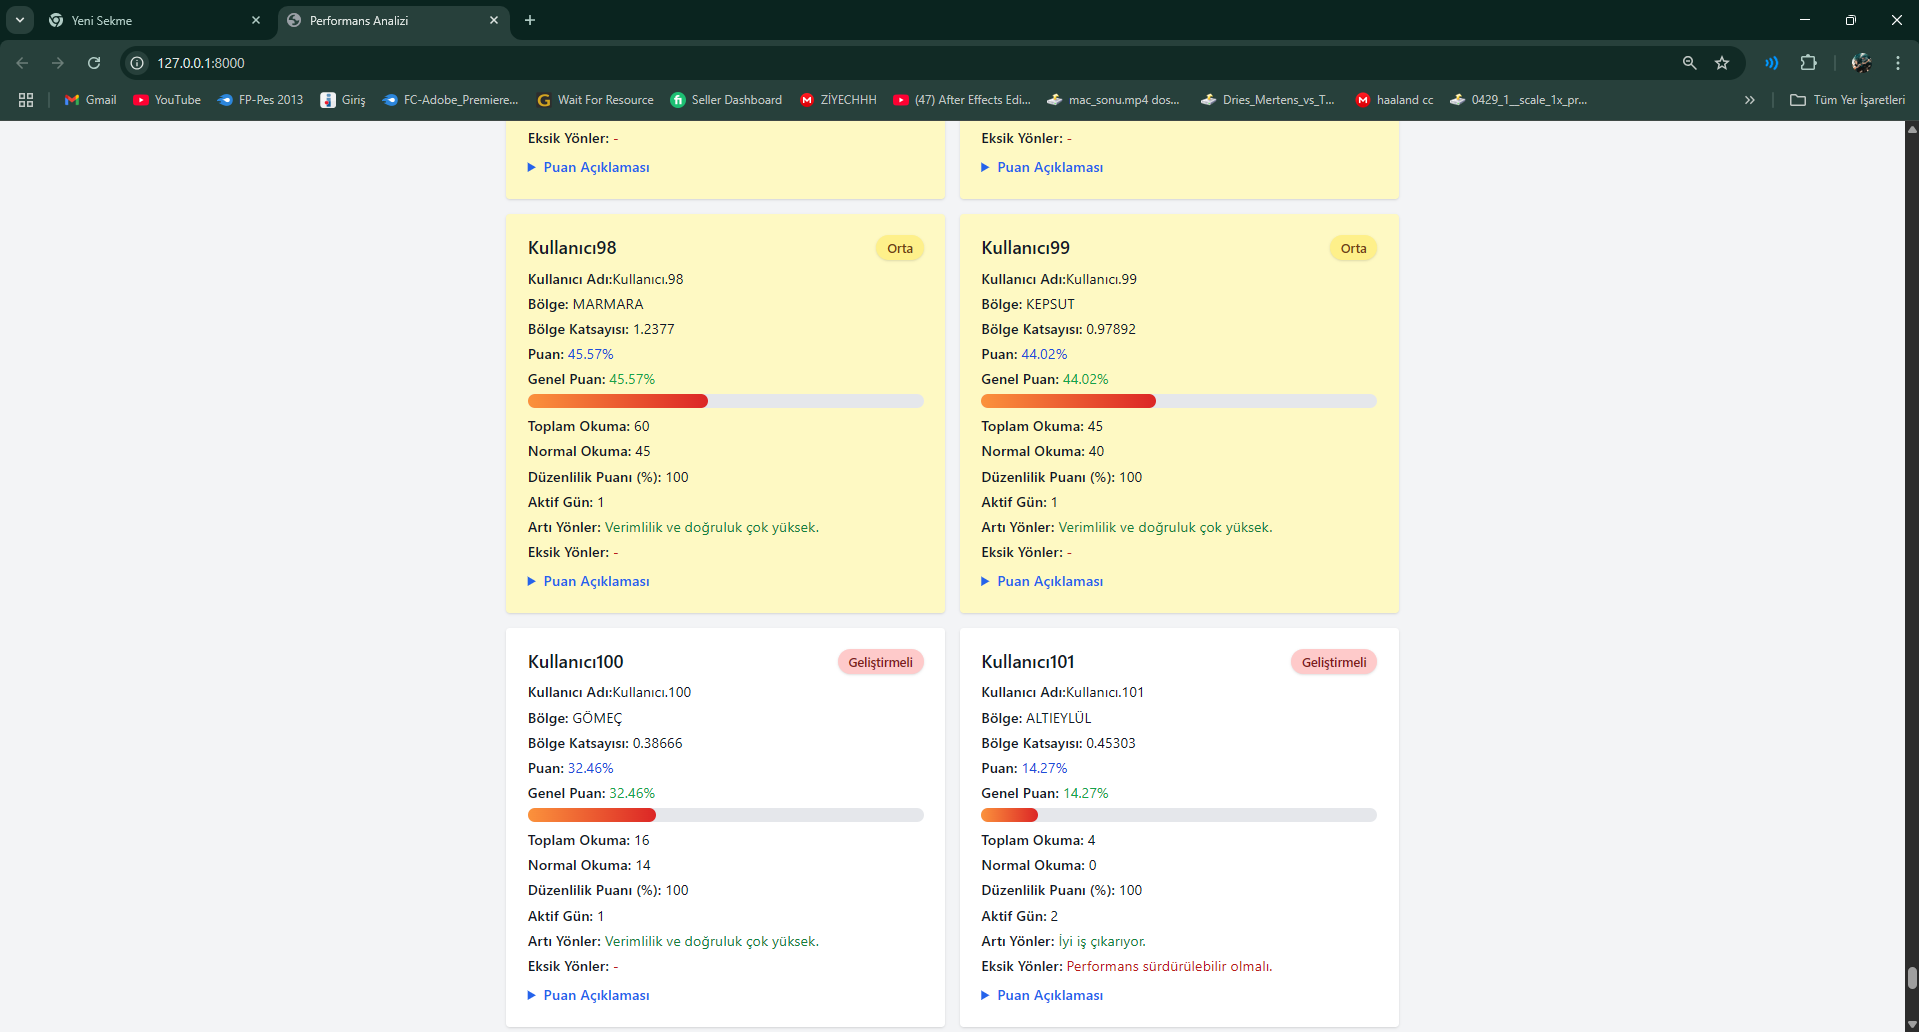 Yeni Sekme
Performans Analizi
127.0.0.1:8000
Gmail
YouTube
FP-Pes 2013
Giriş
FC-Adobe_Premiere...
Wait For Resource
Seller Dashboard
ZİYECHHH
(47) After Effects Edi...
mac_sonu.mp4 dos...
Dries_Mertens_vs_T...
haaland cc
0429_1__scale_1x_pr...
Tüm Yer İşaretleri
Eksik Yönler: -
Puan Açıklaması
Eksik Yönler: -
Puan Açıklaması
Kullanıcı98
Orta
Kullanıcı Adı:Kullanıcı.98
Bölge: MARMARA
Bölge Katsayısı: 1.2377
Puan: 45.57%
Genel Puan: 45.57%
Toplam Okuma: 60
Normal Okuma: 45
Düzenlilik Puanı (%): 100
Aktif Gün: 1
Artı Yönler: Verimlilik ve doğruluk çok yüksek.
Eksik Yönler: -
Puan Açıklaması
Kullanıcı99
Orta
Kullanıcı Adı:Kullanıcı.99
Bölge: KEPSUT
Bölge Katsayısı: 0.97892
Puan: 44.02%
Genel Puan: 44.02%
Toplam Okuma: 45
Normal Okuma: 40
Düzenlilik Puanı (%): 100
Aktif Gün: 1
Artı Yönler: Verimlilik ve doğruluk çok yüksek.
Eksik Yönler: -
Puan Açıklaması
Kullanıcı100
Geliştirmeli
Kullanıcı Adı:Kullanıcı.100
Bölge: GÖMEÇ
Bölge Katsayısı: 0.38666
Puan: 32.46%
Genel Puan: 32.46%
Toplam Okuma: 16
Normal Okuma: 14
Düzenlilik Puanı (%): 100
Aktif Gün: 1
Artı Yönler: Verimlilik ve doğruluk çok yüksek.
Eksik Yönler: -
Puan Açıklaması
Kullanıcı101
Geliştirmeli
Kullanıcı Adı:Kullanıcı.101
Bölge: ALTIEYLÜL
Bölge Katsayısı: 0.45303
Puan: 14.27%
Genel Puan: 14.27%
Toplam Okuma: 4
Normal Okuma: 0
Düzenlilik Puanı (%): 100
Aktif Gün: 2
Artı Yönler: İyi iş çıkarıyor.
Eksik Yönler: Performans sürdürülebilir olmalı.
Puan Açıklaması